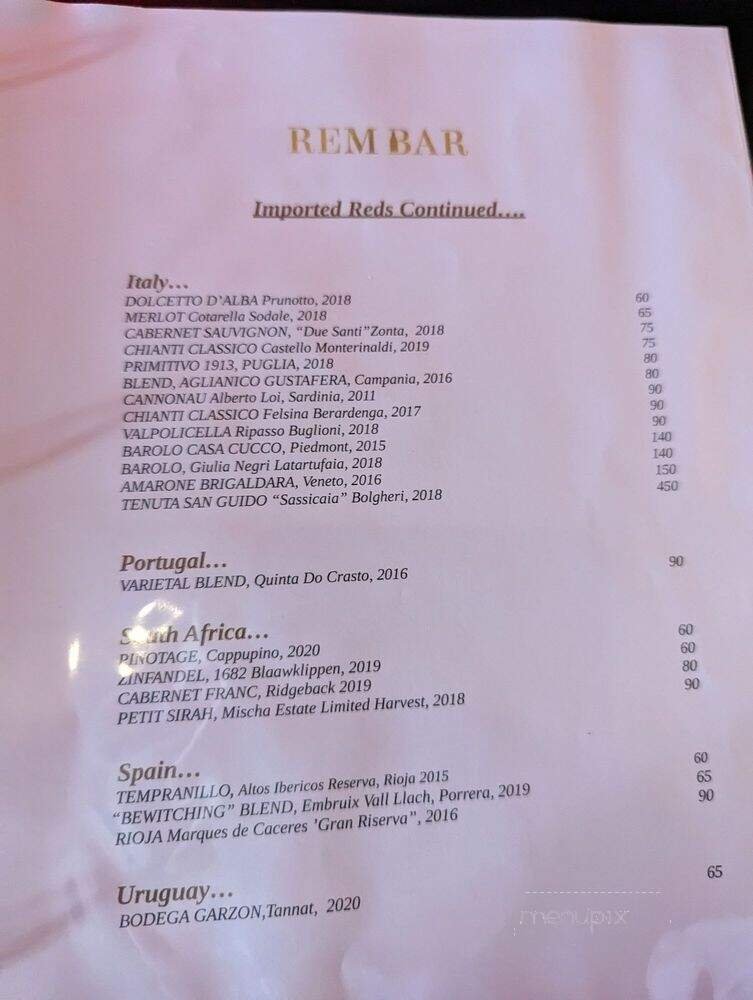 REM BAR
Imported Reds Continued....
Italy...
DOLCETTO D'ALBA Prunotto, 2018 60
MERLOT Cotarella Sodale, 2018 65
CABERNET SAUVIGNON, "Due Santi"Zonta, 2018 75
CHIANTI CLASSICO Castello Monterinaldi, 2019 75
PRIMITIVO 1913, PUGLIA, 2018 80
BLEND, AGLIANICO GUSTAFERA, Campania, 2016 80
CANNONAU Alberto Loi, Sardinia, 2011 90
CHIANTI CLASSICO Felsina Berardenga, 2017 90
VALPOLICELLA Ripasso Buglioni, 2018 90
BAROLO CASA CUCCO, Piedmont, 2015 140
BAROLO, Giulia Negri Latartufaia, 2018 140
AMARONE BRIGALDARA, Veneto, 2016 150
TENUTA SAN GUIDO "Sassicaia" Bolgheri, 2018 450
Portugal...
VARIETAL BLEND, Quinta Do Crasto, 2016 90
South Africa...
PINOTAGE, Cappupino, 2020 60
ZINFANDEL, 1682 Blaawklippen, 2019 60
CABERNET FRANC, Ridgeback 2019 80
PETIT SIRAH, Mischa Estate Limited Harvest, 2018 90
Spain...
TEMPRANILLO, Altos Ibericos Reserva, Rioja 2015 60
"BEWITCHING" BLEND, Embruix Vall Llach, Porrera, 2019 65
RIOJA Marques de Caceres 'Gran Riserva", 2016 90
Uruguay...
BODEGA GARZON,Tannat, 2020 65
menupix